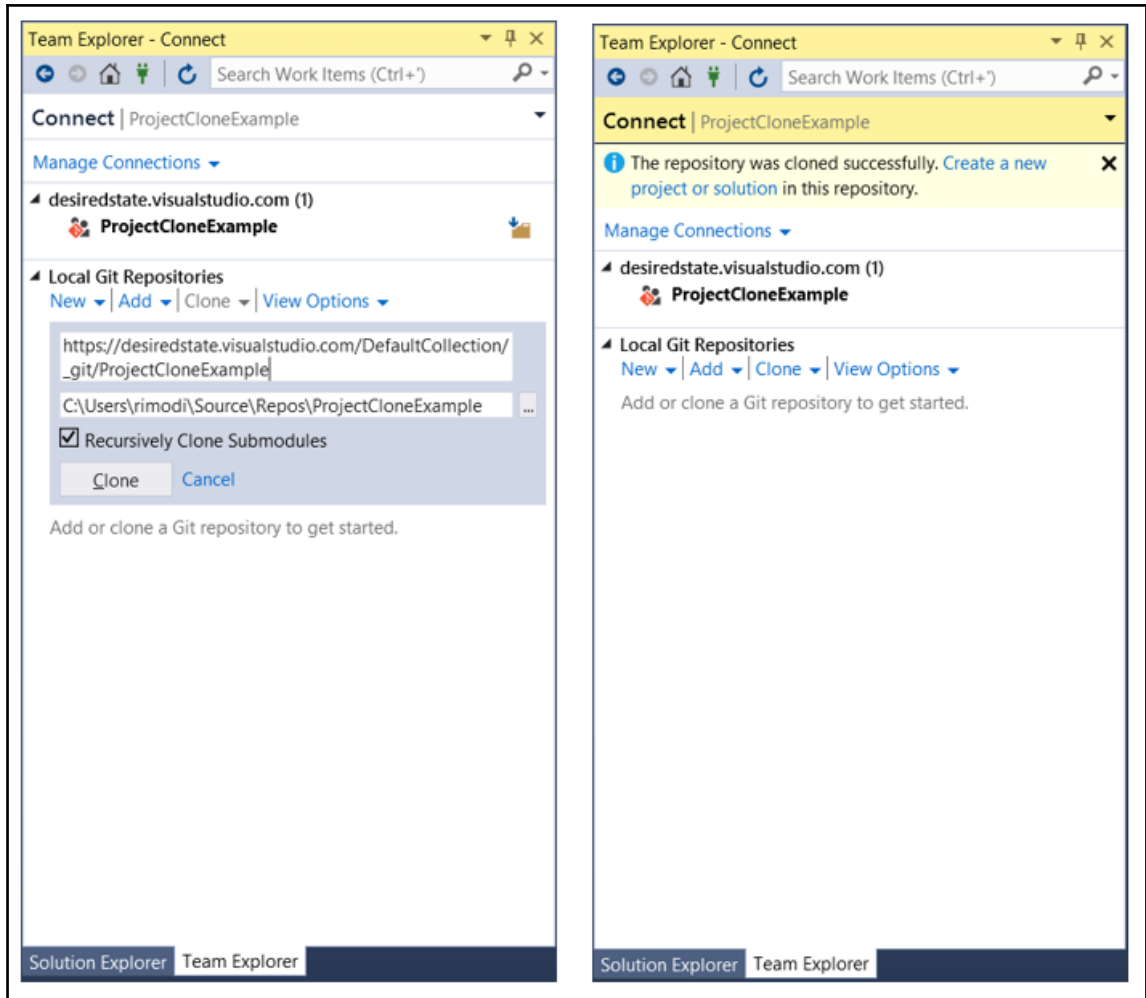 Team Explorer - Connect
Search Work Items (Ctrl+')
Connect | ProjectCloneExample
Manage Connections
desiredstate.visualstudio.com (1)
ProjectCloneExample
Local Git Repositories
New Add Clone View Options
https://desiredstate.visualstudio.com/DefaultCollection/
_git/ProjectCloneExample
C:\Users\rimodi\Source\Repos\ProjectCloneExample ...
Recursively Clone Submodules
Clone Cancel
Add or clone a Git repository to get started.
Solution Explorer Team Explorer
Team Explorer - Connect
Search Work Items (Ctrl+')
Connect | ProjectCloneExample
The repository was cloned successfully. Create a new
project or solution in this repository.
Manage Connections
desiredstate.visualstudio.com (1)
ProjectCloneExample
Local Git Repositories
New Add Clone View Options
Add or clone a Git repository to get started.
Solution Explorer Team Explorer